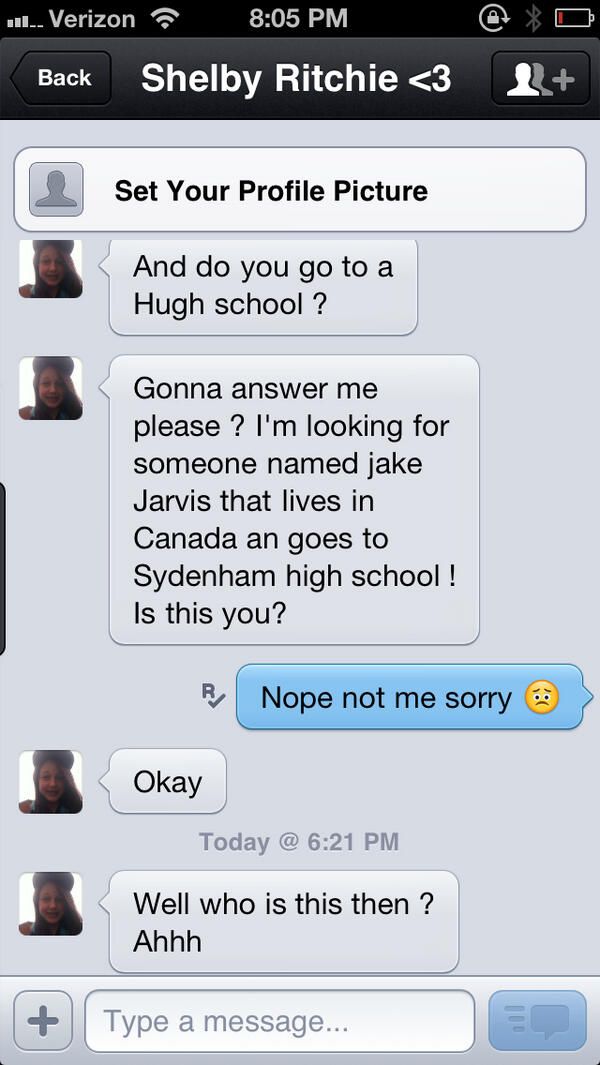 Verizon 8:05 PM
Back Shelby Ritchie <3
Set Your Profile Picture
And do you go to a
Hugh school ?
Gonna answer me
please ? I'm looking for
someone named jake
Jarvis that lives in
Canada an goes to
Sydenham high school !
Is this you?
R Nope not me sorry 😟
Okay
Today @ 6:21 PM
Well who is this then ?
Ahhh
Type a message...